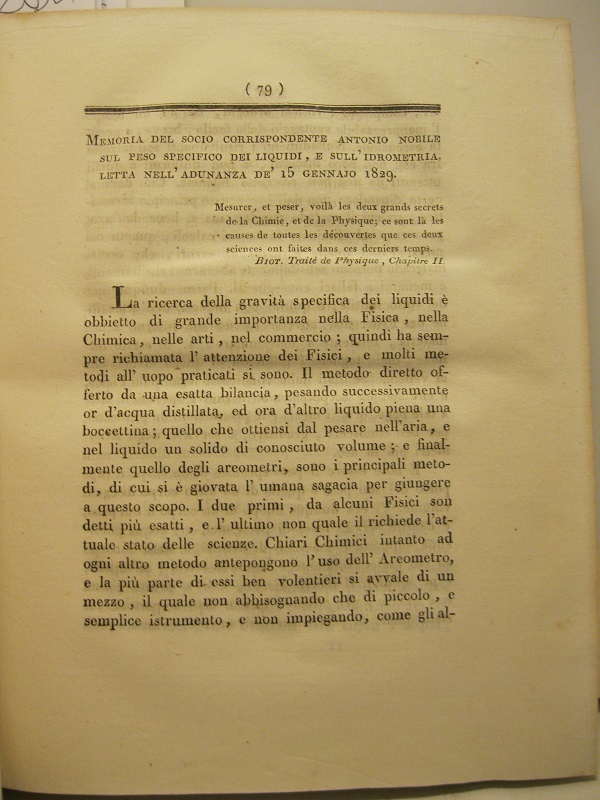 ( 79 )
MEMORIA DEL SOCIO CORRISPONDENTE ANTONIO NOBILE
SUL PESO SPECIFICO DEI LIQUIDI, E SULL'IDROMETRIA.
LETTA NELL'ADUNANZA DE' 15 GENNAJO 1829.
Mesurer, et peser, voilà les deux grands secrets
de la Chimie, et de la Physique; ce sont là les
causes de toutes les découvertes que ces deux
sciences ont faites dans ces derniers temps.
BIOT. Traité de Physique, Chapitre II.
La ricerca della gravità specifica dei liquidi è
obbietto di grande importanza nella Fisica, nella
Chimica, nelle arti, nel commercio; quindi ha sem-
pre richiamata l'attenzione dei Fisici, e molti me-
todi all'uopo praticati si sono. Il metodo diretto of-
ferto da una esatta bilancia, pesando successivamente
or d'acqua distillata, ed ora d'altro liquido piena una
boccettina; quello che ottiensi dal pesare nell'aria, e
nel liquido un solido di conosciuto volume; e final-
mente quello degli areometri, sono i principali meto-
di, di cui si è giovata l'umana sagacia per giungere
a questo scopo. I due primi, da alcuni Fisici son
detti più esatti, e l'ultimo non quale il richiede l'at-
tuale stato delle scienze. Chiari Chimici intanto ad
ogni altro metodo antepongono l'uso dell'Areometro,
e la più parte di essi ben volentieri si avvale di un
mezzo, il quale non abbisognando che di piccolo, e
semplice istrumento, e non impiegando, come gli al-